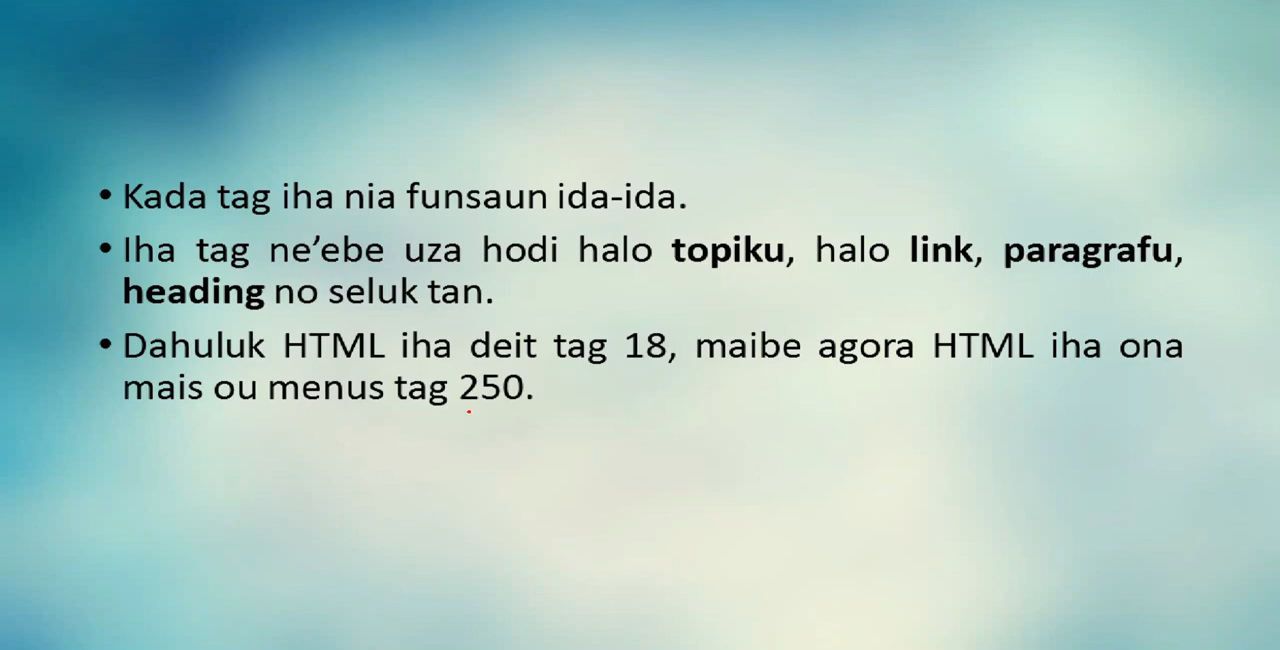 • Kada tag iha nia funsaun ida-ida.
• Iha tag ne’ebe uza hodi halo topiku, halo link, paragrafu,
heading no seluk tan.
• Dahuluk HTML iha deit tag 18, maibe agora HTML iha ona
mais ou menus tag 250.